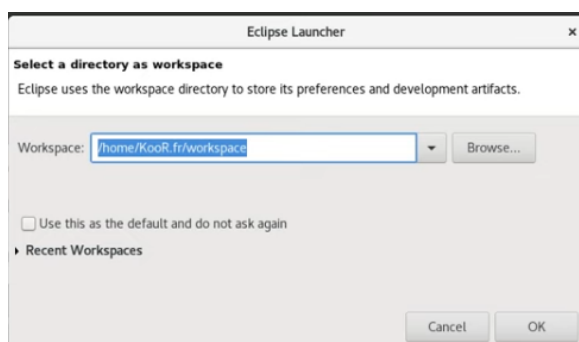 Eclipse Launcher ×
Select a directory as workspace
Eclipse uses the workspace directory to store its preferences and development artifacts.
Workspace: /home/KooR.fr/workspace Browse...
Use this as the default and do not ask again
Recent Workspaces
Cancel OK